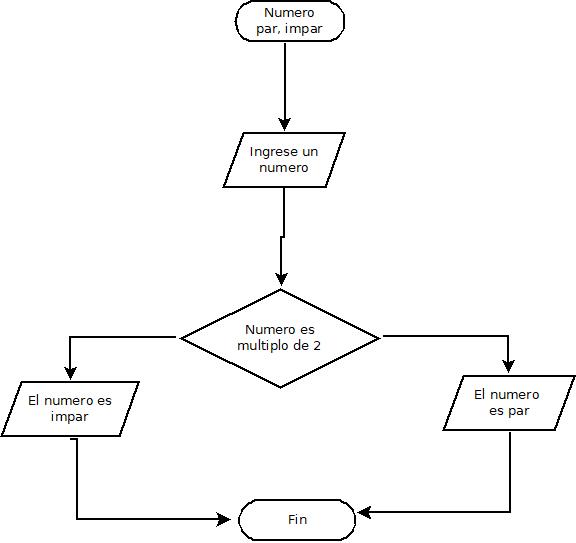 Numero
par, impar
Ingrese un
numero
Numero es
multiplo de 2
El numero es
impar
El numero
es par
Fin